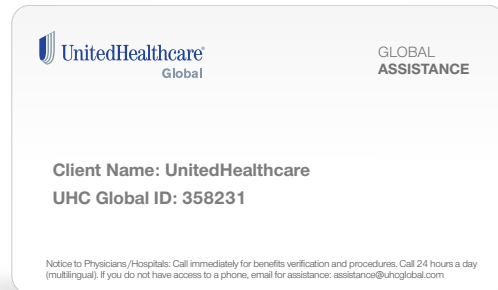 UnitedHealthcare®
Global
GLOBAL
ASSISTANCE
Client Name: UnitedHealthcare
UHC Global ID: 358231
Notice to Physicians/Hospitals: Call immediately for benefits verification and procedures. Call 24 hours a day
(multilingual). If you do not have access to a phone, email for assistance: assistance@uhcglobal.com